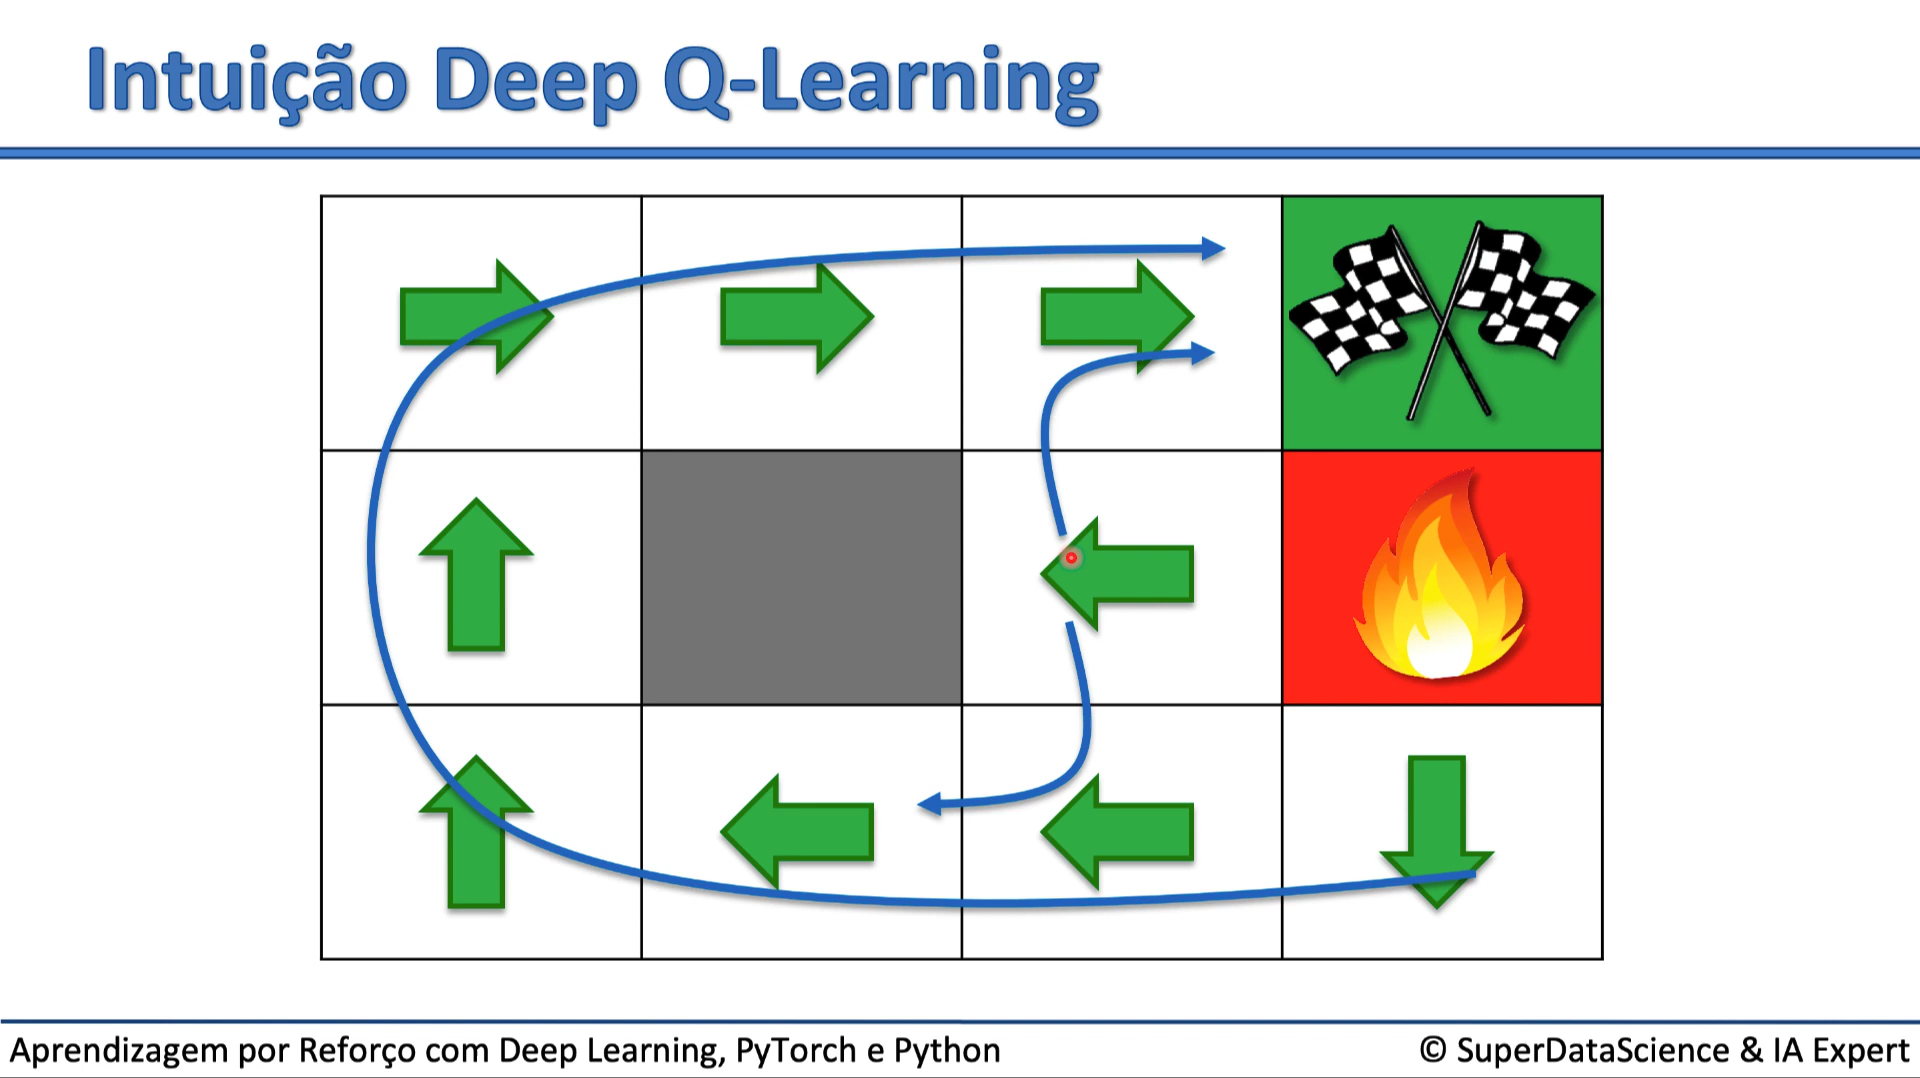 Intuição Deep Q-Learning
Aprendizagem por Reforço com Deep Learning, PyTorch e Python
© SuperDataScience & IA Expert